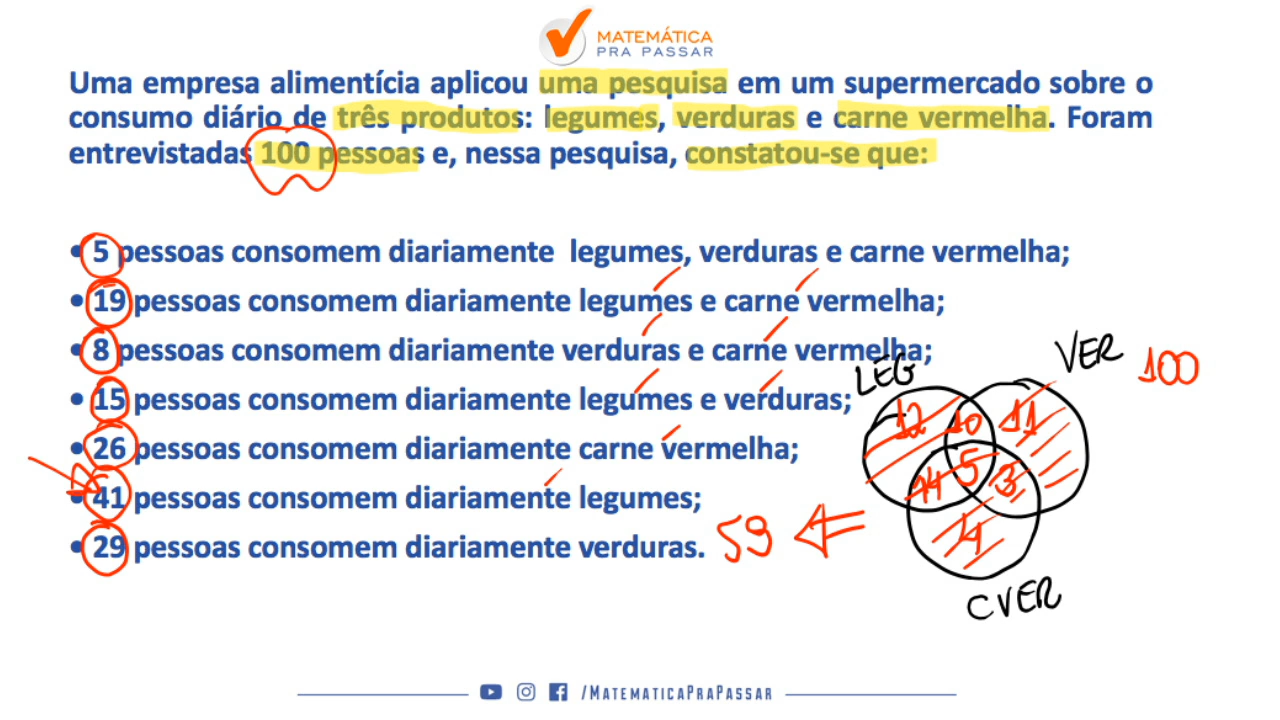 MATEMÁTICA
PRA PASSAR
Uma empresa alimentícia aplicou uma pesquisa em um supermercado sobre o
consumo diário de três produtos: legumes, verduras e carne vermelha. Foram
entrevistadas 100 pessoas e, nessa pesquisa, constatou-se que:
• 5 pessoas consomem diariamente legumes, verduras e carne vermelha;
• 19 pessoas consomem diariamente legumes e carne vermelha;
• 8 pessoas consomem diariamente verduras e carne vermelha;
• 15 pessoas consomem diariamente legumes e verduras;
• 26 pessoas consomem diariamente carne vermelha;
• 41 pessoas consomem diariamente legumes;
• 29 pessoas consomem diariamente verduras.
59
LEG
VER
100
12 10 11
14 5 3
4
CVER
/MATEMATICAPRAPASSAR